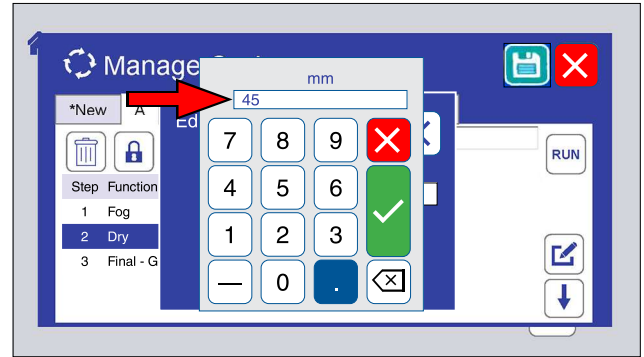 Manage
mm
45
*New A
Ed
7 8 9
RUN
Step Function
4 5 6
1 Fog
2 Dry
1 2 3
3 Final - G
— 0 .